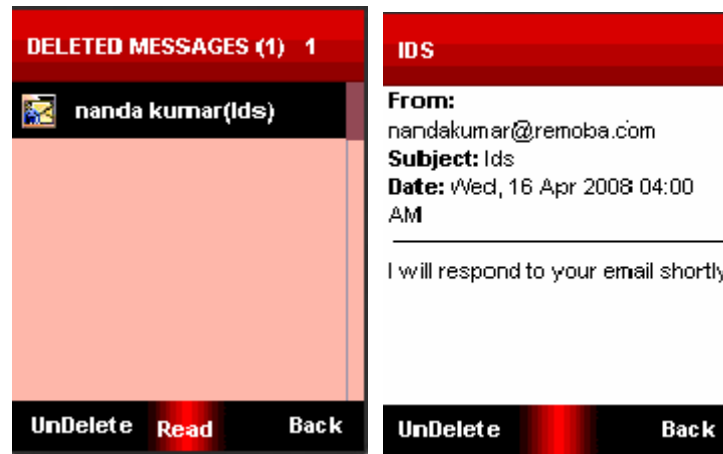 DELETED MESSAGES (1) 1
nanda kumar(Ids)
UnDelete Read Back
IDS
From:
nandakumar@remoba.com
Subject: Ids
Date: Wed, 16 Apr 2008 04:00
AM
I will respond to your email shortly
UnDelete Back